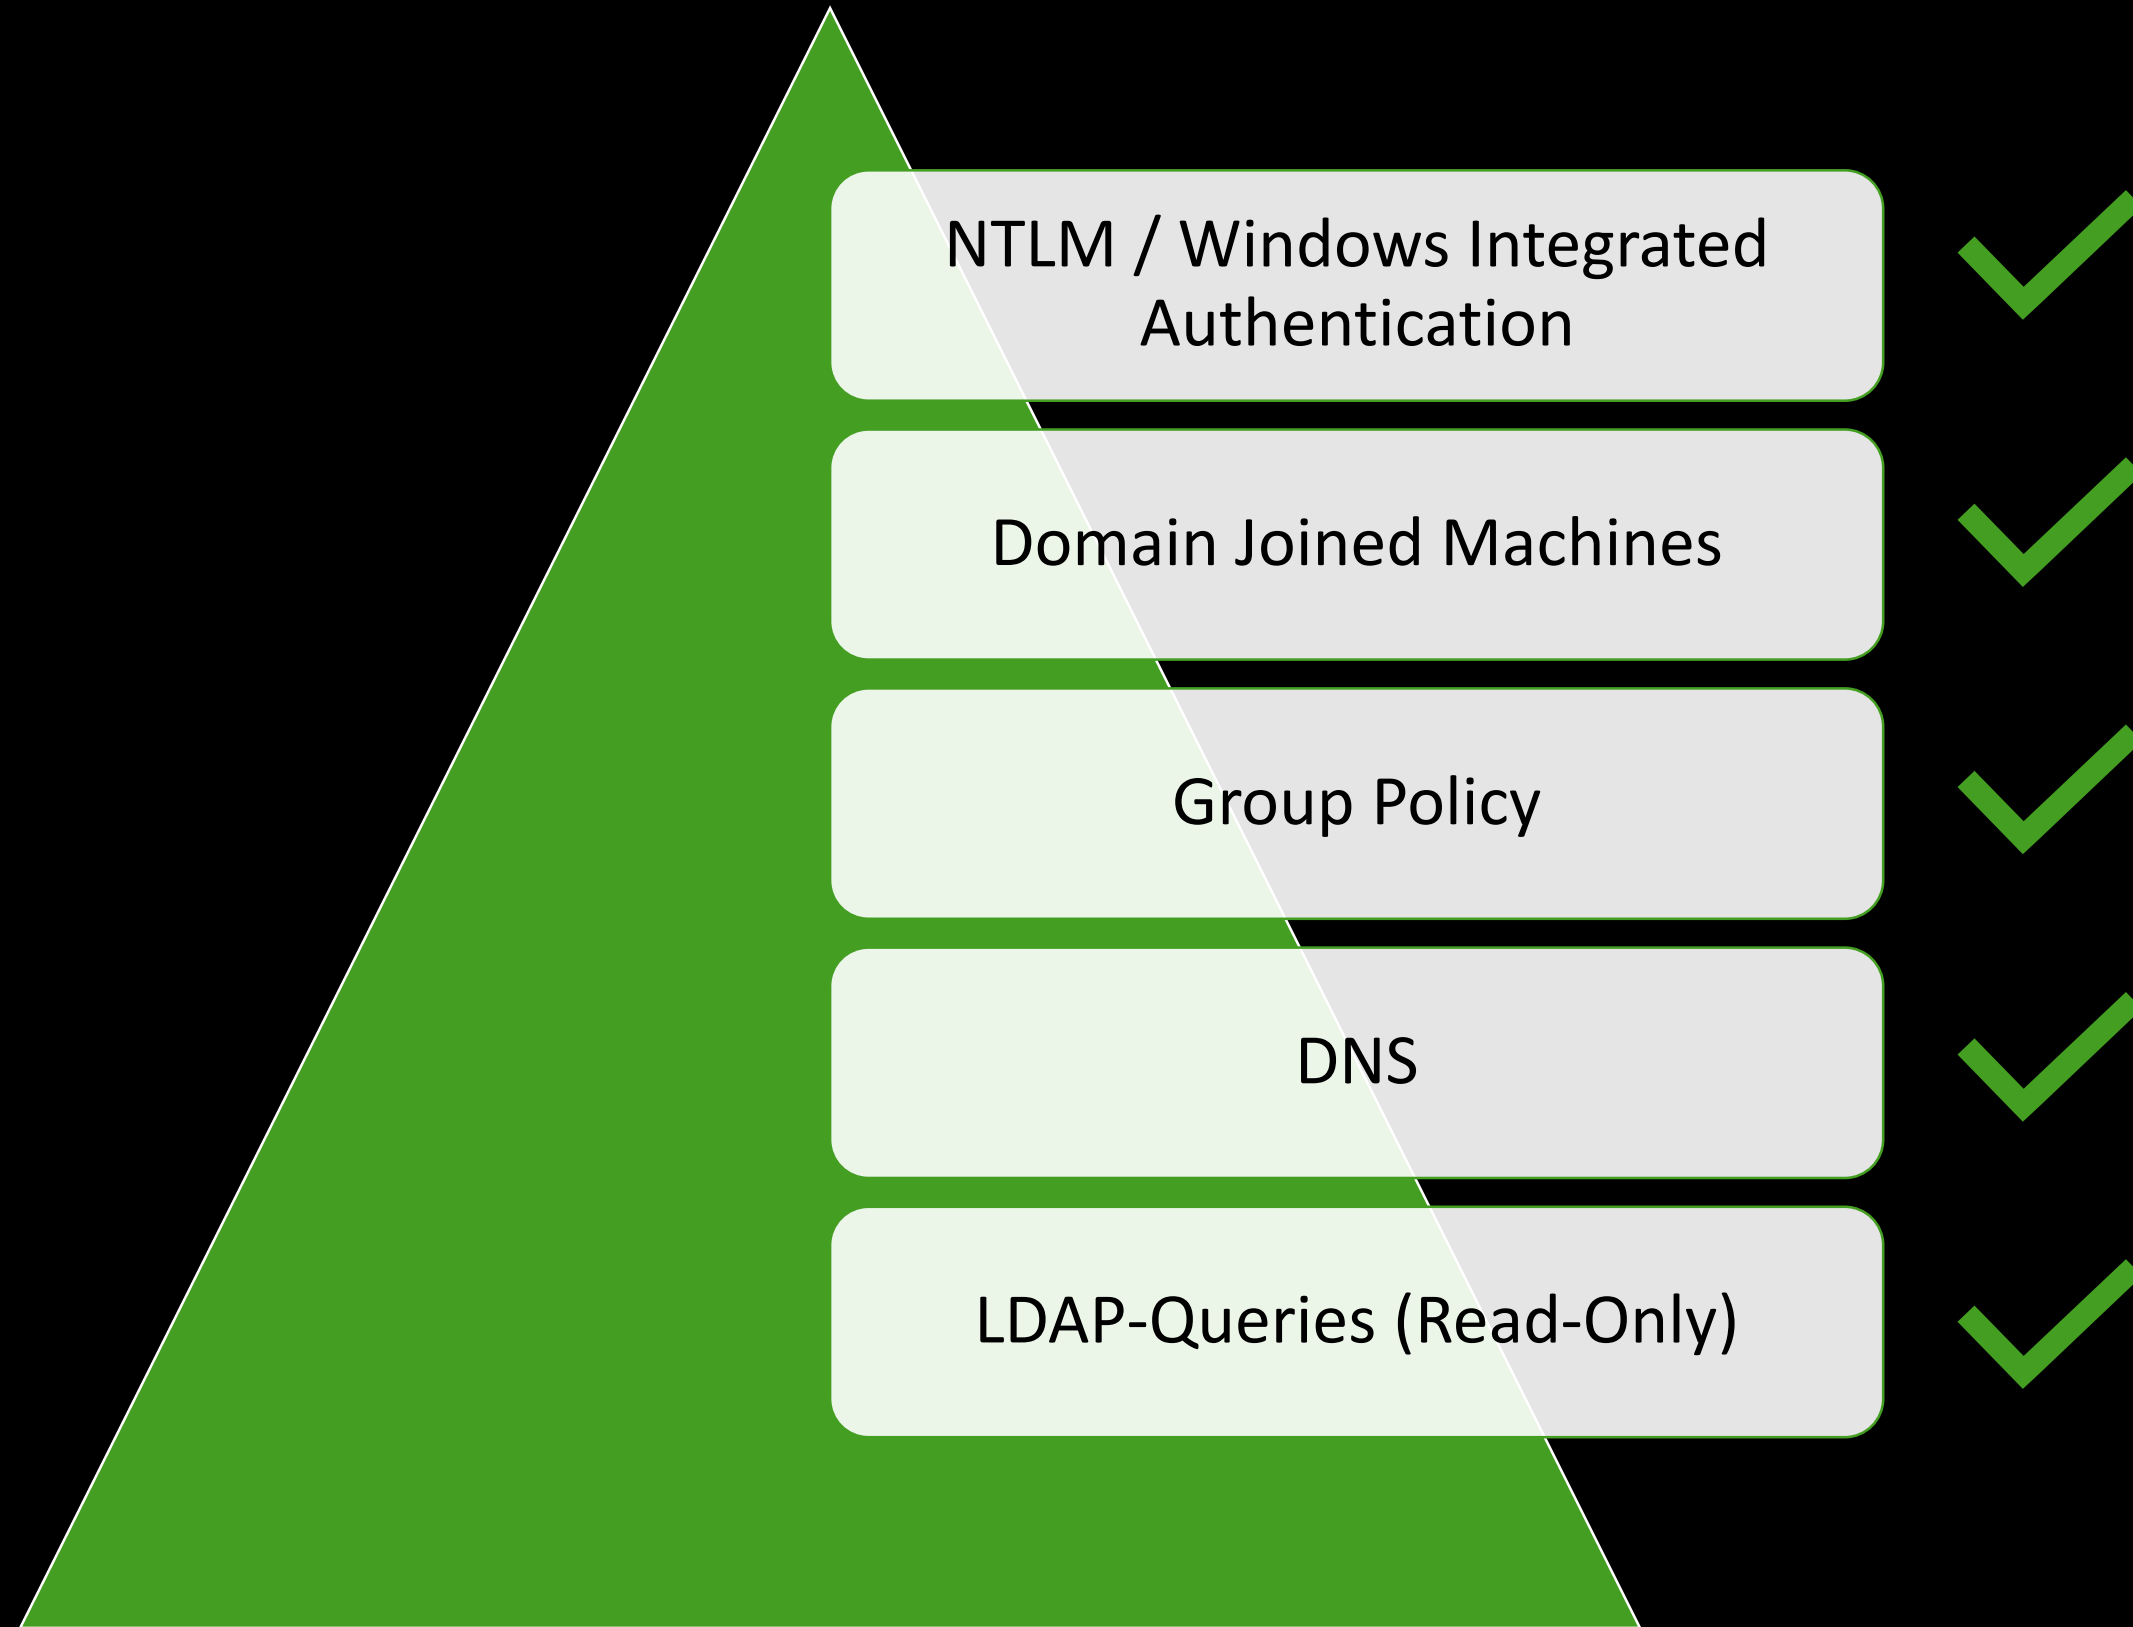 NTLM / Windows Integrated
Authentication
Domain Joined Machines
Group Policy
DNS
LDAP-Queries (Read-Only)